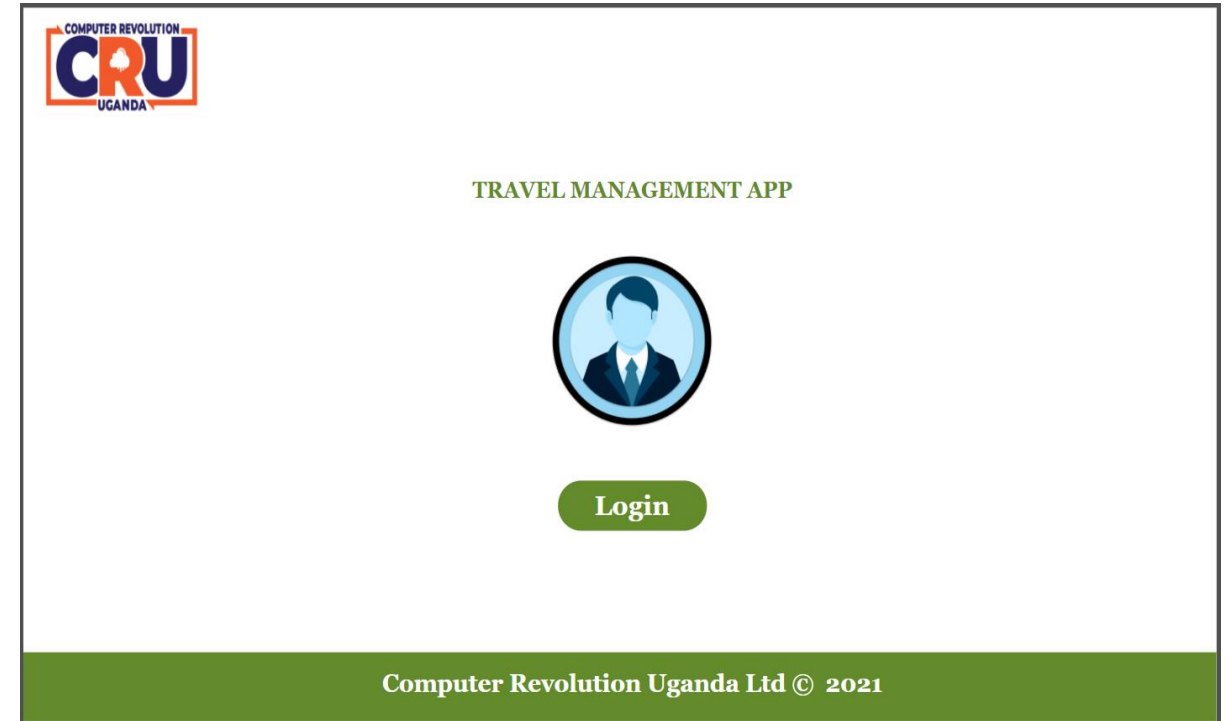 COMPUTER REVOLUTION
CRU
UGANDA
TRAVEL MANAGEMENT APP
Login
Computer Revolution Uganda Ltd © 2021